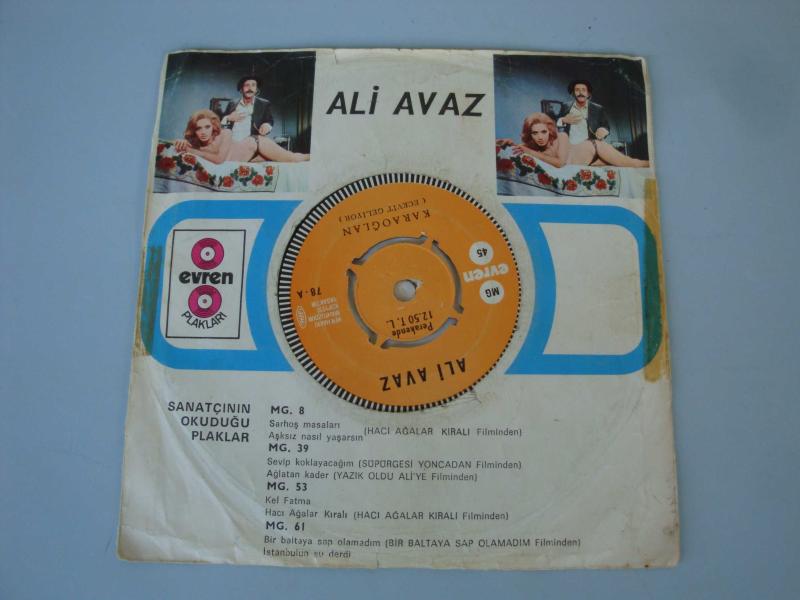 ALİ AVAZ
KARAOĞLAN
( ECEVİT GELİYOR )
MG
45
evren
78 - A
Perakende
12.50 T. L.
ALİ AVAZ
evren
PLAKLARI
SANATÇININ
OKUDUĞU
PLAKLAR
MG. 8
Sarhoş masaları
Aşksız nasıl yaşarsın (HACI AĞALAR KIRALI Filminden)
MG. 39
Sevip koklayacağım (SÜPÜRGESİ YONCADAN Filminden)
Ağlatan kader (YAZIK OLDU ALİ'YE Filminden)
MG. 53
Kel Fatma
Hacı Ağalar Kıralı (HACI AĞALAR KIRALI Filminden)
MG. 61
Bir baltaya sap olamadım (BİR BALTAYA SAP OLAMADIM Filminden)
İstanbulun su derdi